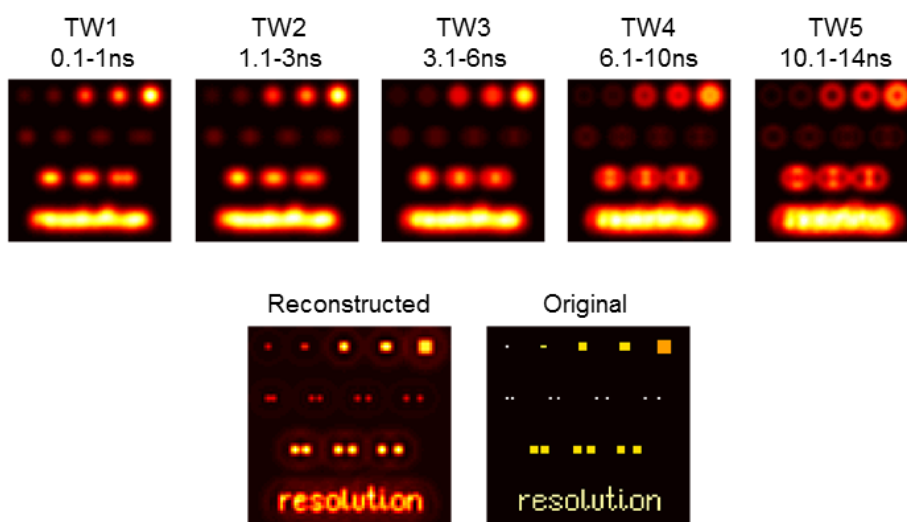 TW1 TW2 TW3 TW4 TW5
0.1-1ns 1.1-3ns 3.1-6ns 6.1-10ns 10.1-14ns
Reconstructed Original
resolution resolution